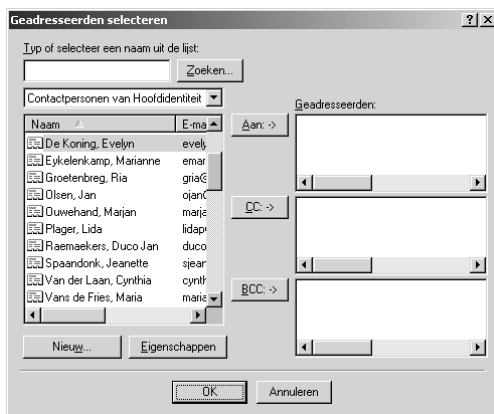 Geadresseerden selecteren
Typ of selecteer een naam uit de lijst:
Zoeken...
Contactpersonen van Hoofdidentiteit
Geadresseerden:
Naam E-ma
De Koning, Evelyn evely
Eykelenkamp, Marianne emar
Groetenbreg, Ria gria@
Olsen, Jan ojan@
Ouwehand, Marjan marja
Plager, Lida lidap
Raemaekers, Duco Jan duco
Spaandonk, Jeanette sjear
Van der Laan, Cynthia cynth
Vans de Fries, Maria maria
Aan: ->
CC: ->
BCC: ->
Nieuw...
Eigenschappen
OK
Annuleren